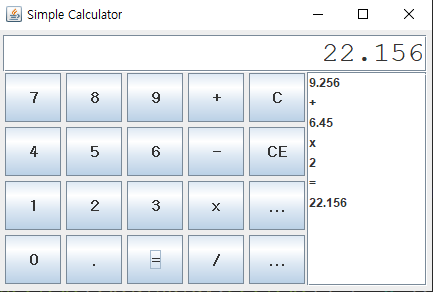 Simple Calculator
22.156
7 8 9 + C
4 5 6 - CE
1 2 3 x ...
0 . = / ...
9.256
+
6.45
x
2
=
22.156